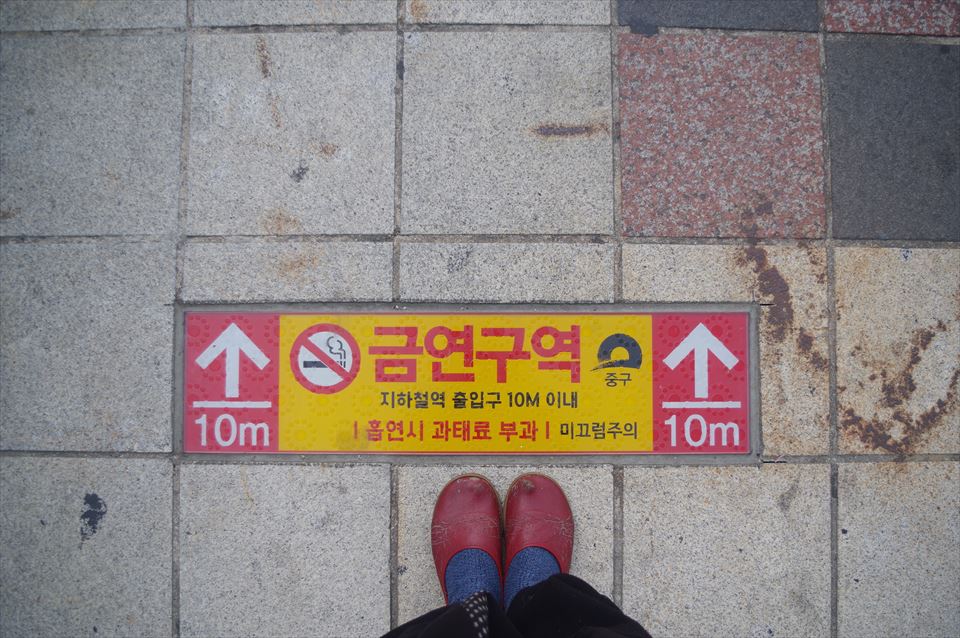 금연구역
중구
지하철역 출입구 10M 이내
| 흡연시 과태료 부과 | 미끄럼주의
10m
10m